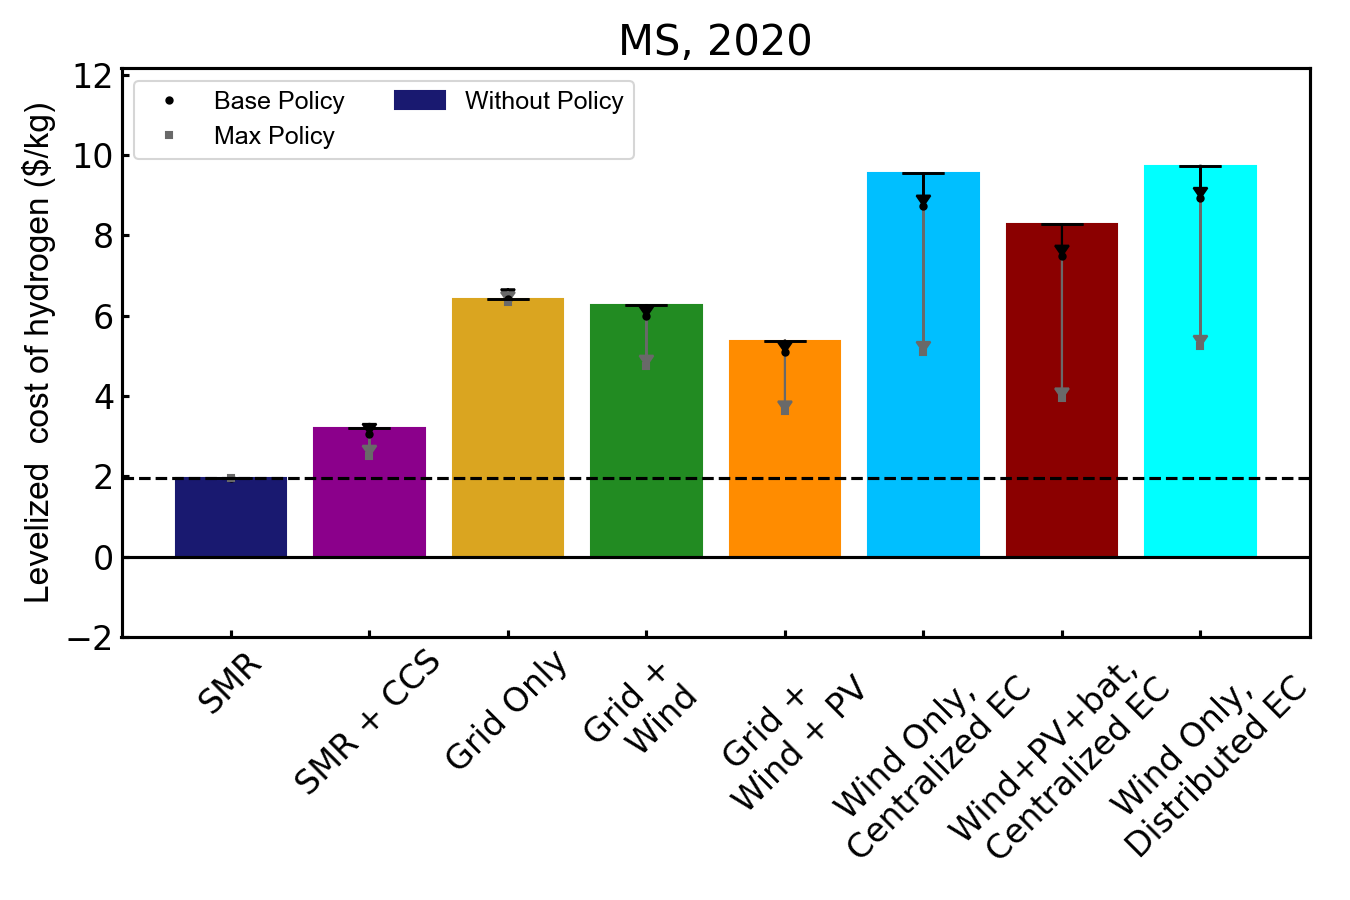 MS, 2020
Base Policy
Max Policy
Without Policy
Levelized cost of hydrogen ($/kg)
12
10
8
6
4
2
0
−2
SMR
SMR + CCS
Grid Only
Grid +
Wind
Grid +
Wind + PV
Wind Only,
Centralized EC
Wind+PV+bat,
Centralized EC
Wind Only,
Distributed EC